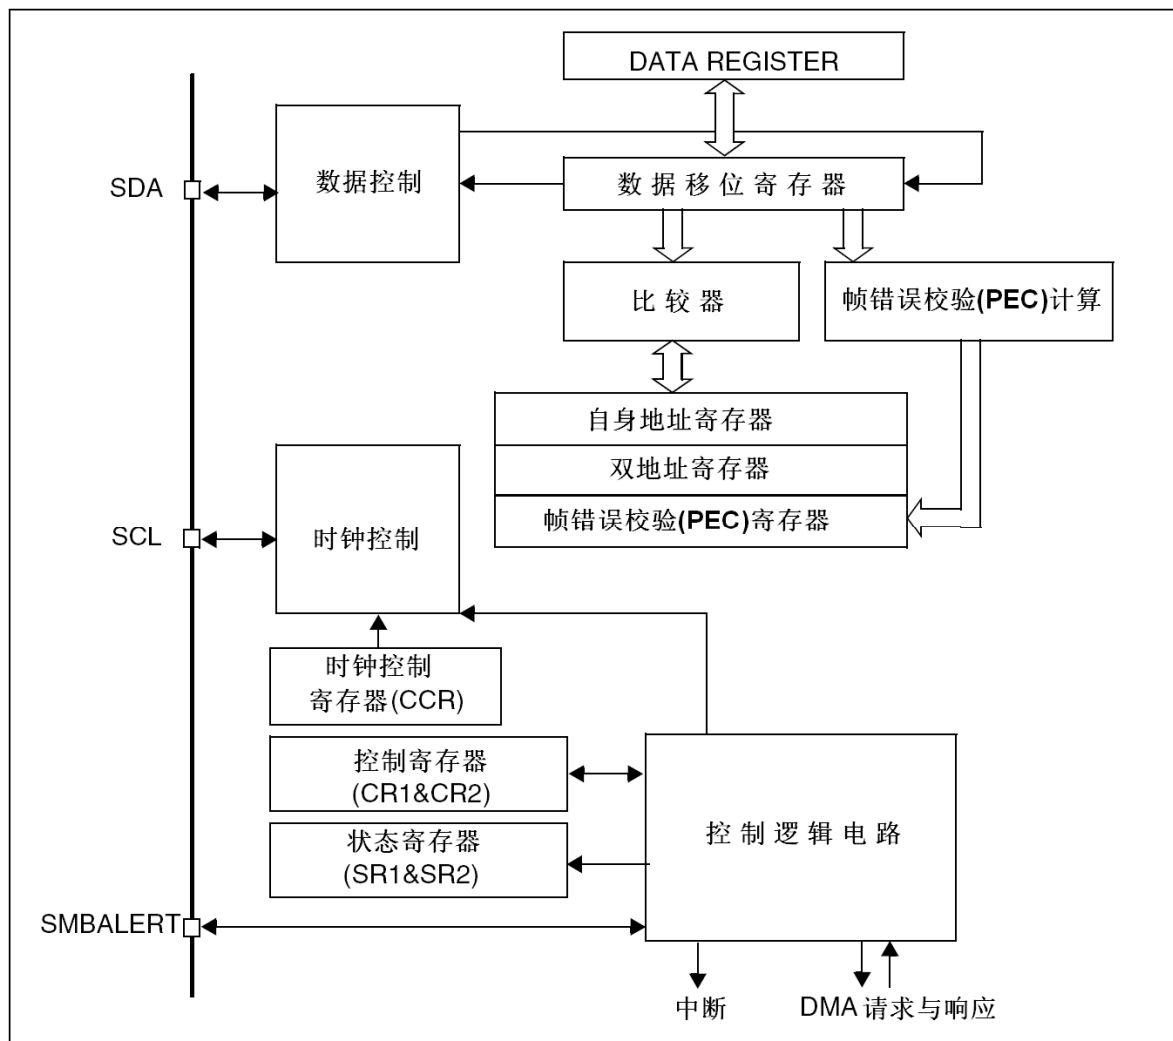 DATA REGISTER
SDA
数据控制
数据移位寄存器
比较器
帧错误校验(PEC)计算
自身地址寄存器
双地址寄存器
帧错误校验(PEC)寄存器
SCL
时钟控制
时钟控制
寄存器(CCR)
控制寄存器
(CR1&CR2)
状态寄存器
(SR1&SR2)
控制逻辑电路
SMBALERT
中断
DMA 请求与响应